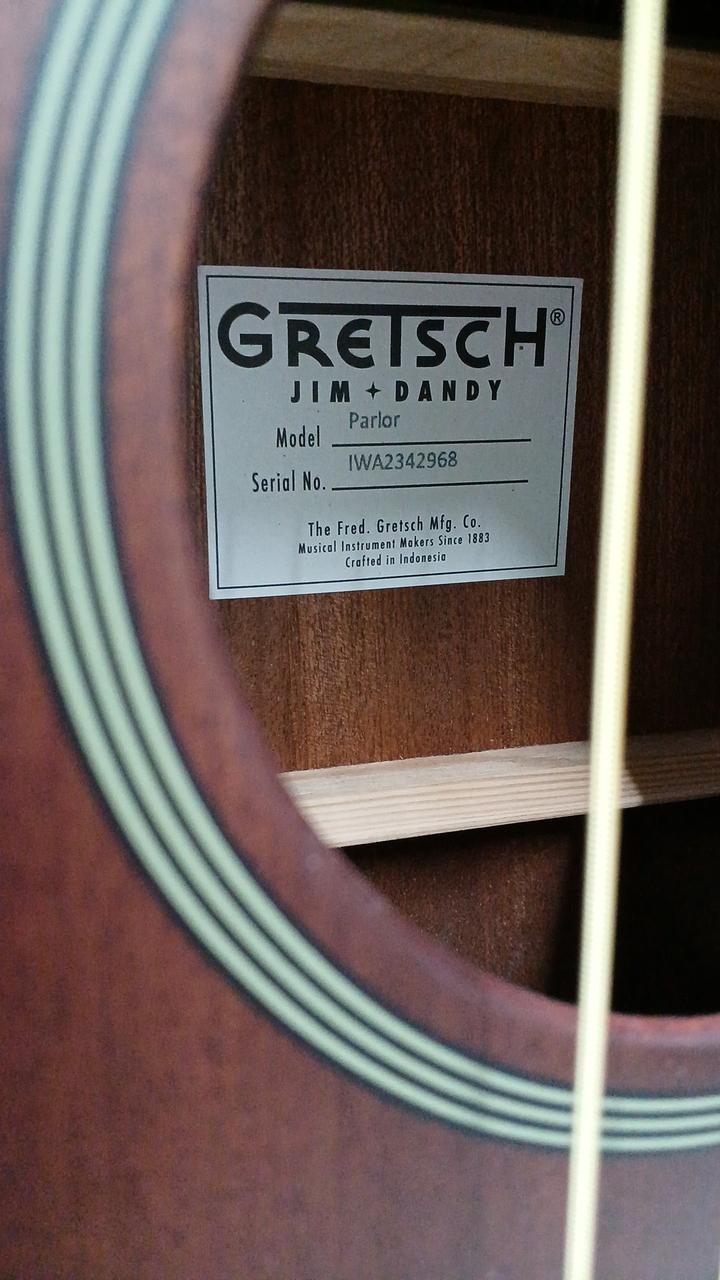 GRETSCH®
JIM ✦ DANDY
Model Parlor
Serial No. IWA2342968
The Fred. Gretsch Mfg. Co.
Musical Instrument Makers Since 1883
Crafted in Indonesia